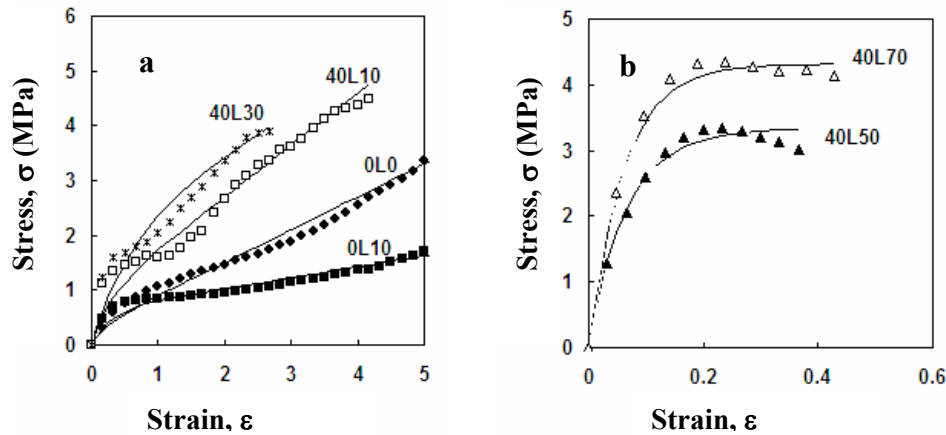 Stress, σ (MPa)
6
5
4
3
2
1
0
a
40L30
40L10
0L0
0L10
0 1 2 3 4 5
Strain, ε
Stress, σ (MPa)
5
4
3
2
1
0
b
40L70
40L50
0 0.2 0.4 0.6
Strain, ε